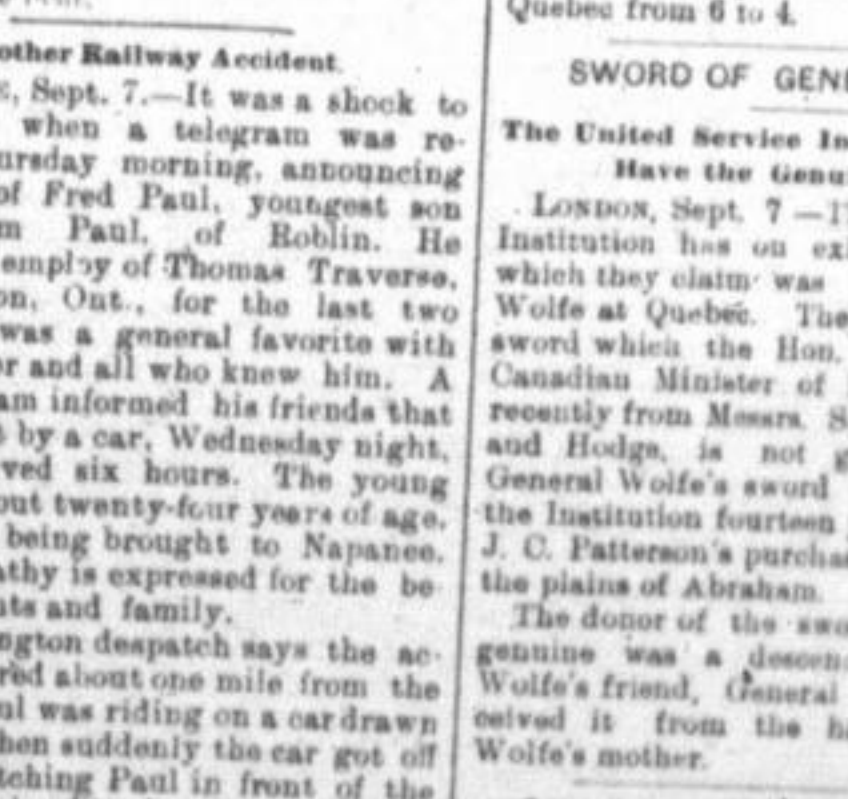 other Railway Accident.
Sept. 7.—It was a shock to
when a telegram was re-
ursday morning, announcing
of Fred Paul, youngest son
m Paul, of Roblin. He
employ of Thomas Traverse,
on, Ont., for the last two
was a general favorite with
or and all who knew him. A
am informed his friends that
by a car, Wednesday night,
ved six hours. The young
out twenty-four years of age,
being brought to Napanee.
athy is expressed for the be-
nts and family.
ngton despatch says the ac-
red about one mile from the
ul was riding on a car drawn
hen suddenly the car got off
tching Paul in front of the
Quebec from 6 to 4.
SWORD OF GENE
The United Service In
Have the Genu
LONDON, Sept. 7—
Institution has on exi
which they claim was
Wolfe at Quebec. The
sword which the Hon.
Canadian Minister of
recently from Messrs. S
and Hodge, is not g
General Wolfe's sword
the Institution fourteen
J. C. Patterson's purcha
the plains of Abraham.
The donor of the swo
genuine was a descen
Wolfe's friend, General
ceived it from the ha
Wolfe's mother.